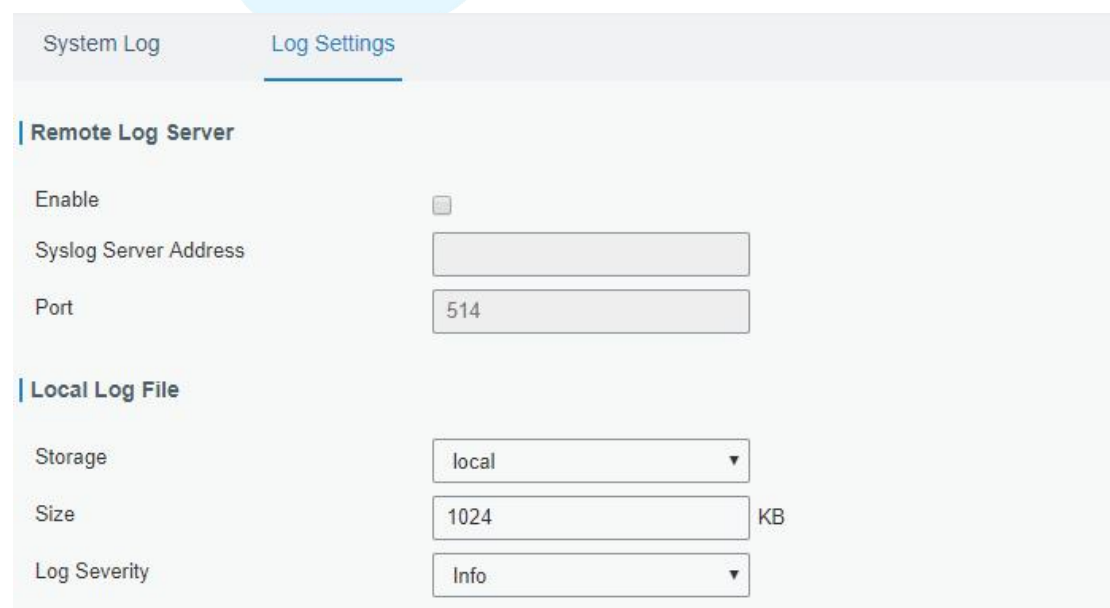 System Log Log Settings
Remote Log Server
Enable
Syslog Server Address
Port 514
Local Log File
Storage local
Size 1024 KB
Log Severity Info